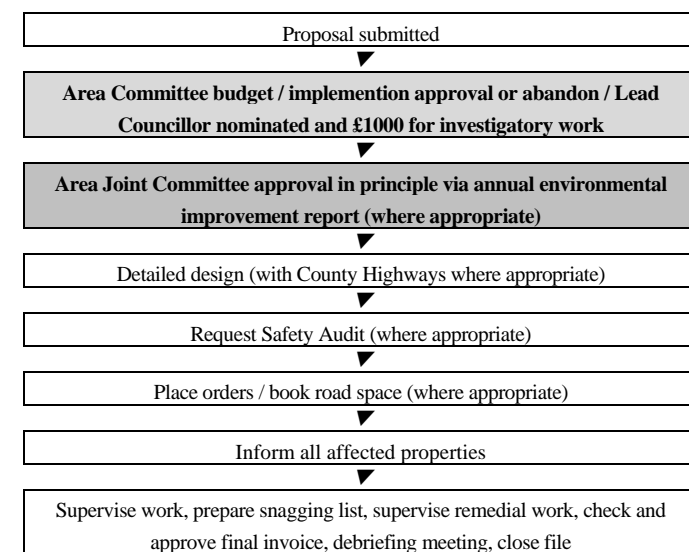 Proposal submitted
Area Committee budget / implemention approval or abandon / Lead
Councillor nominated and £1000 for investigatory work
Area Joint Committee approval in principle via annual environmental
improvement report (where appropriate)
Detailed design (with County Highways where appropriate)
Request Safety Audit (where appropriate)
Place orders / book road space (where appropriate)
Inform all affected properties
Supervise work, prepare snagging list, supervise remedial work, check and
approve final invoice, debriefing meeting, close file